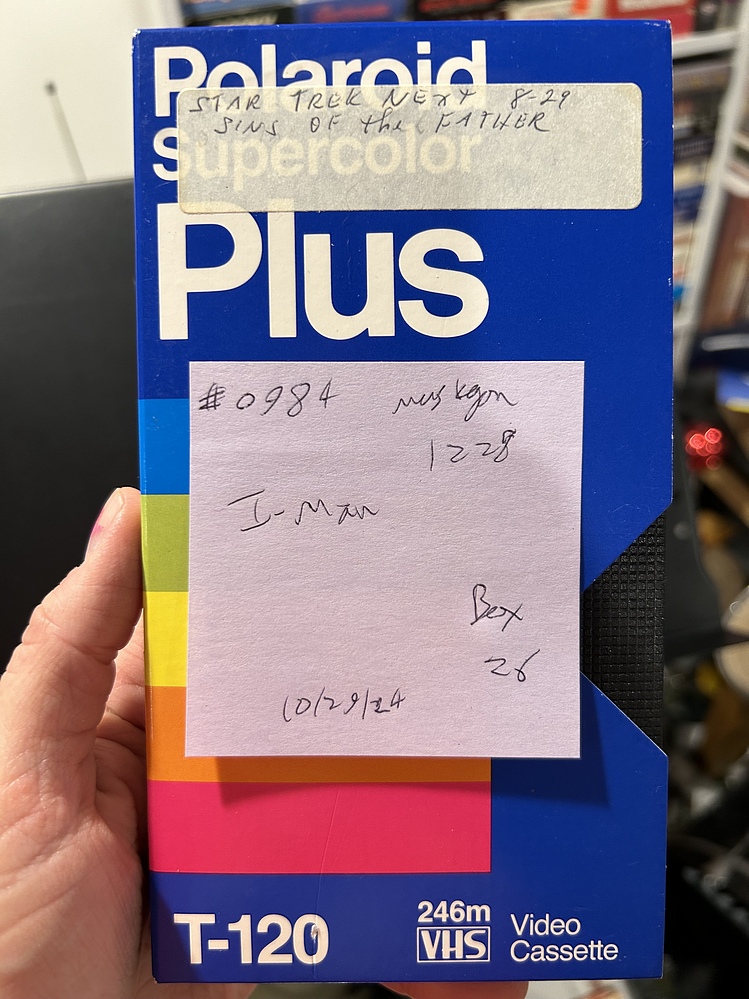 Polaroid
STAR TREK NEXT 8-29
SINS OF the FATHER
Supercolor
Plus
#0984 Muskegon
1228
I-Man
Box
26
10/29/24
T-120
246m
VHS
Video
Cassette